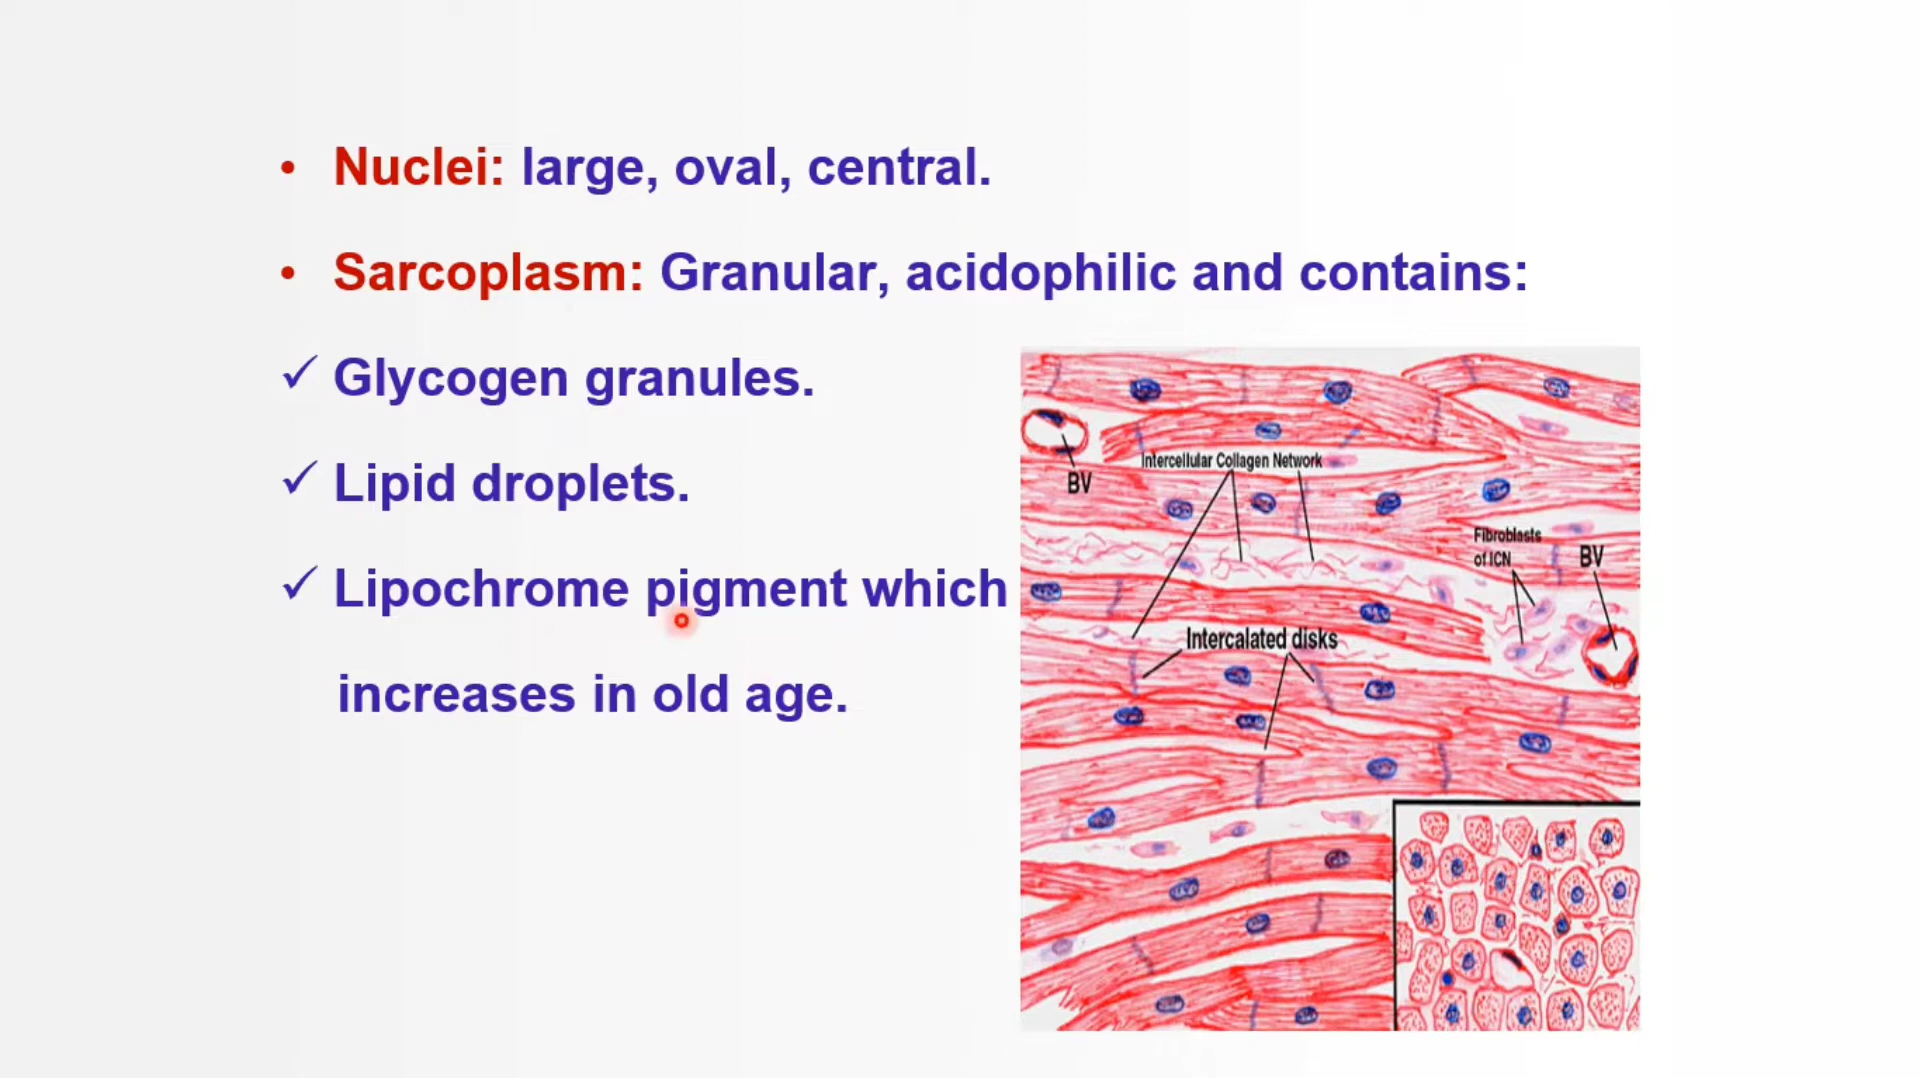 • Nuclei: large, oval, central.
• Sarcoplasm: Granular, acidophilic and contains:
✓ Glycogen granules.
✓ Lipid droplets.
✓ Lipochrome pigment which
increases in old age.
Intercellular Collagen Network
BV
Fibroblasts
of ICN
BV
Intercalated disks